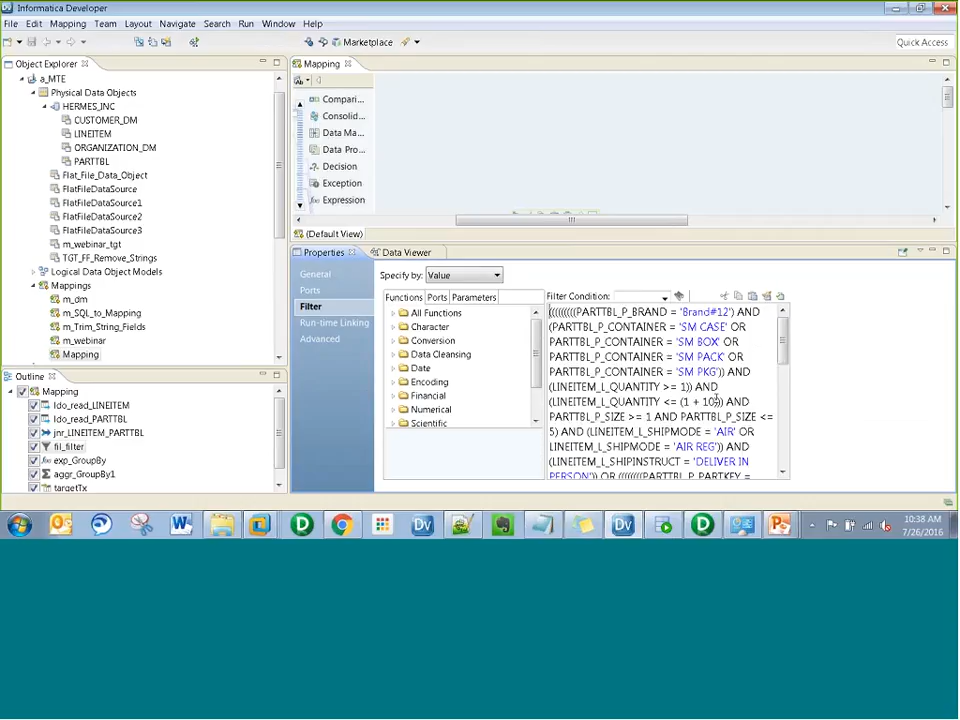 Informatica Developer
File Edit Mapping Team Layout Navigate Search Run Window Help
Marketplace
Quick Access
Object Explorer
a_MTE
Physical Data Objects
HERMES_INC
CUSTOMER_DM
LINEITEM
ORGANIZATION_DM
PARTTBL
Flat_File_Data_Object
FlatFileDataSource
FlatFileDataSource1
FlatFileDataSource2
FlatFileDataSource3
m_webinar_tgt
TGT_FF_Remove_Strings
Logical Data Object Models
Mappings
m_dm
m_SQL_to_Mapping
m_Trim_String_Fields
m_webinar
Mapping
Outline
Mapping
ldo_read_LINEITEM
ldo_read_PARTTBL
jnr_LINEITEM_PARTTBL
fil_filter
exp_GroupBy
aggr_GroupBy1
targetTx
Mapping
Compari...
Consolid...
Data Ma...
Data Pro...
Decision
Exception
Expression
(Default View)
Properties Data Viewer
General
Ports
Filter
Run-time Linking
Advanced
Specify by: Value
Functions Ports Parameters
All Functions
Character
Conversion
Data Cleansing
Date
Encoding
Financial
Numerical
Scientific
Filter Condition:
(((((((((PARTTBL_P_BRAND = 'Brand#12') AND
(PARTTBL_P_CONTAINER = 'SM CASE' OR
PARTTBL_P_CONTAINER = 'SM BOX' OR
PARTTBL_P_CONTAINER = 'SM PACK' OR
PARTTBL_P_CONTAINER = 'SM PKG')) AND
(LINEITEM_L_QUANTITY >= 1)) AND
(LINEITEM_L_QUANTITY <= (1 + 10))) AND
PARTTBL_P_SIZE >= 1 AND PARTTBL_P_SIZE <=
5) AND (LINEITEM_L_SHIPMODE = 'AIR' OR
LINEITEM_L_SHIPMODE = 'AIR REG')) AND
(LINEITEM_L_SHIPINSTRUCT = 'DELIVER IN
PERSON')) OR ((((((((PARTTBL_P_PARTKEY =
10:38 AM
7/26/2016